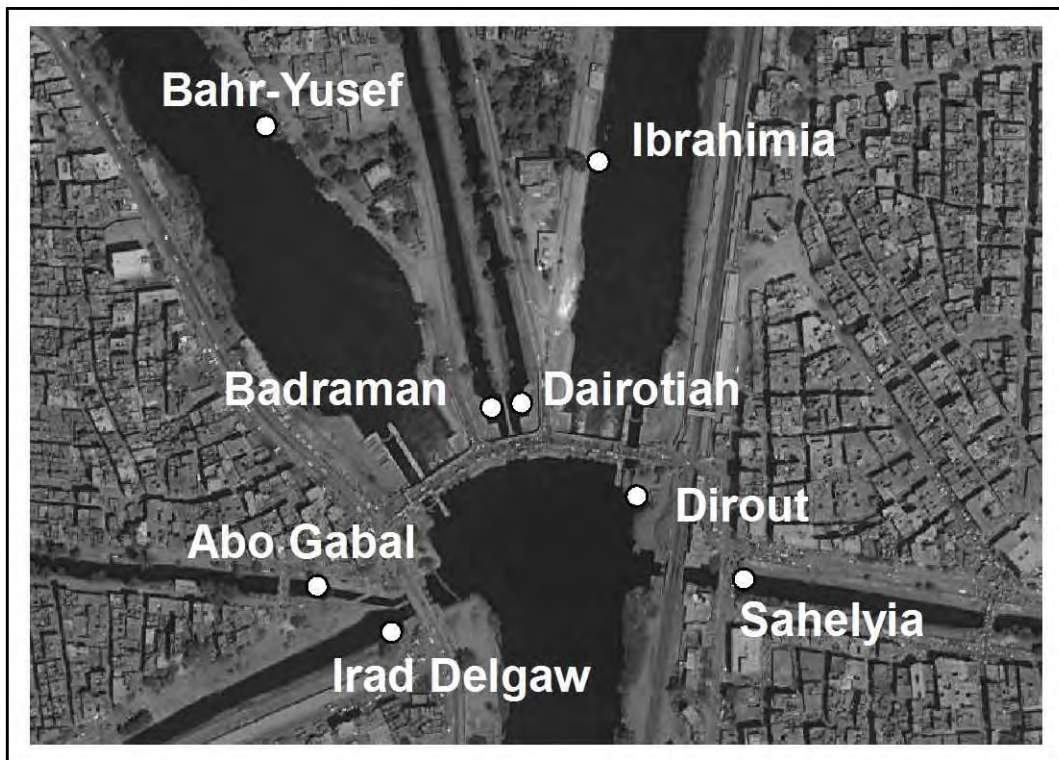 Bahr-Yusef
Ibrahimia
Badraman
Dairotiah
Dirout
Abo Gabal
Sahelyia
Irad Delgaw